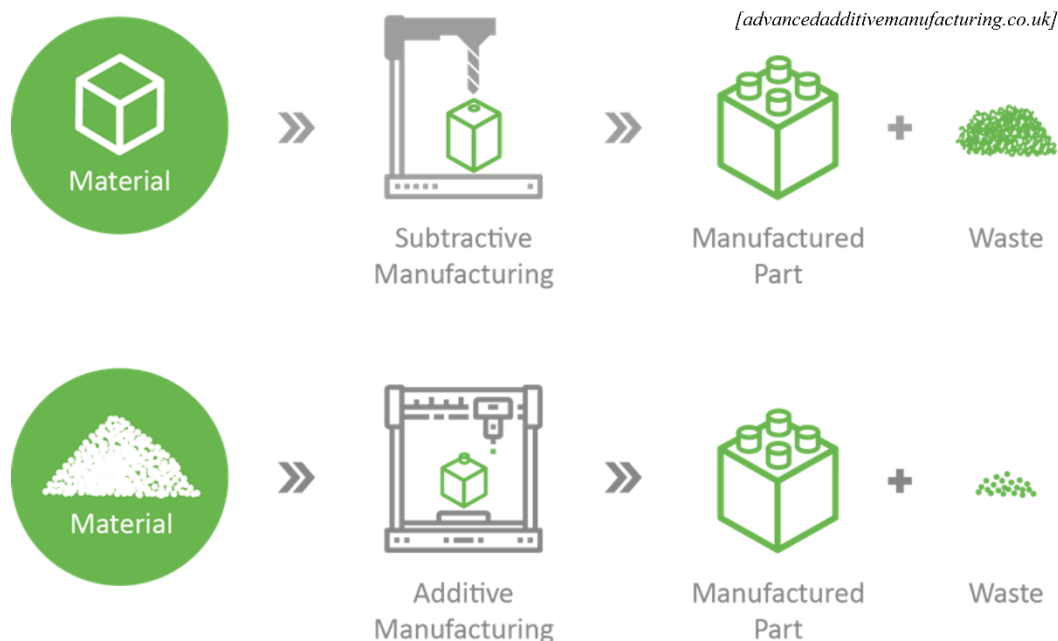 [advancedadditivemanufacturing.co.uk]
Material
Subtractive
Manufacturing
Manufactured
Part
Waste
Material
Additive
Manufacturing
Manufactured
Part
Waste